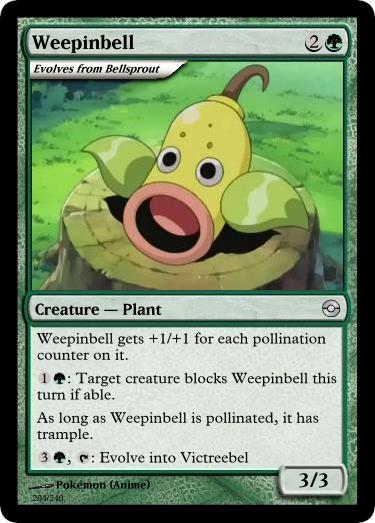 Weepinbell 2
Evolves from Bellsprout
Creature — Plant
Weepinbell gets +1/+1 for each pollination
counter on it.
1 : Target creature blocks Weepinbell this
turn if able.
As long as Weepinbell is pollinated, it has
trample.
3 , : Evolve into Victreebel
3/3
Pokémon (Anime)
204/240